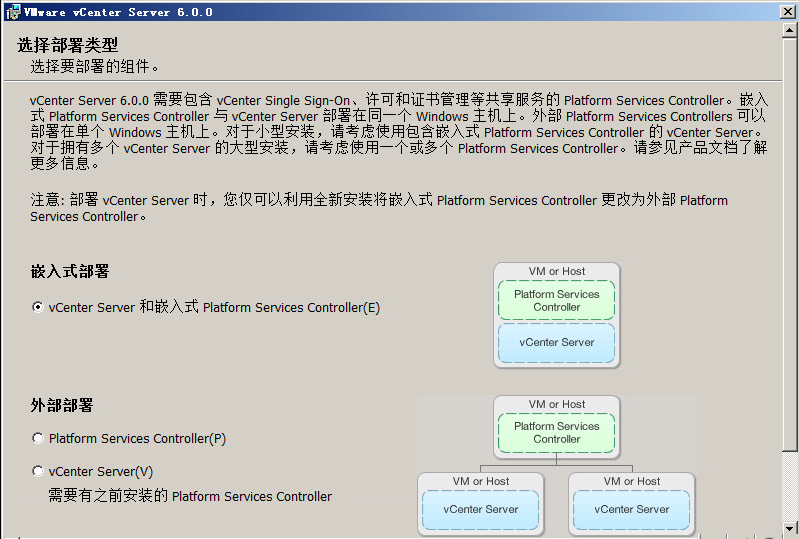 VMware vCenter Server 6.0.0
选择部署类型
选择要部署的组件。
vCenter Server 6.0.0 需要包含 vCenter Single Sign-On、许可和证书管理等共享服务的 Platform Services Controller。嵌入
式 Platform Services Controller 与 vCenter Server 部署在同一个 Windows 主机上。外部 Platform Services Controllers 可以
部署在单个 Windows 主机上。对于小型安装，请考虑使用包含嵌入式 Platform Services Controller 的 vCenter Server。
对于拥有多个 vCenter Server 的大型安装，请考虑使用一个或多个 Platform Services Controller。请参见产品文档了解
更多信息。
注意: 部署 vCenter Server 时，您仅可以利用全新安装将嵌入式 Platform Services Controller 更改为外部 Platform
Services Controller。
嵌入式部署
vCenter Server 和嵌入式 Platform Services Controller(E)
VM or Host
Platform Services
Controller
vCenter Server
外部部署
Platform Services Controller(P)
vCenter Server(V)
需要有之前安装的 Platform Services Controller
VM or Host
Platform Services
Controller
VM or Host
vCenter Server
VM or Host
vCenter Server